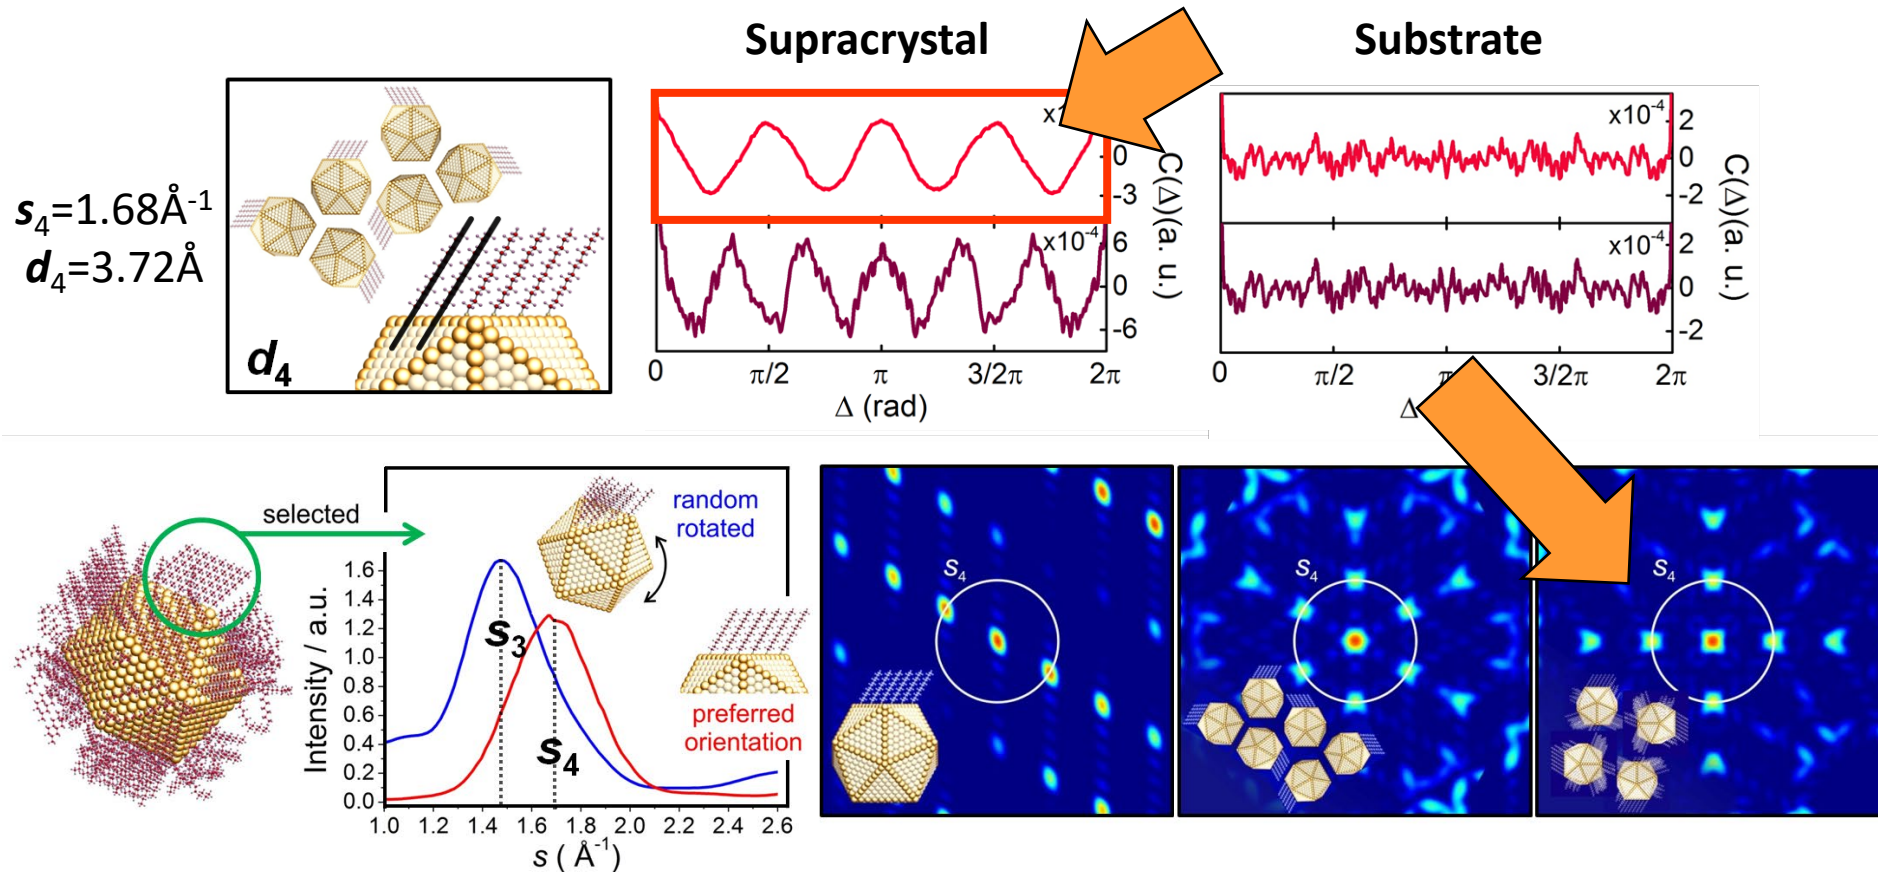 Supracrystal
Substrate
s4=1.68Å-1
d4=3.72Å
d4
0
-3
C(Δ)(a. u.)
x10-4
6
0
-6
0 π/2 π 3/2π 2π
Δ (rad)
x10-4
2
0
-2
C(Δ)(a. u.)
x10-4
2
0
-2
0 π/2 3/2π 2π
Δ
selected
random
rotated
preferred
orientation
s3
s4
Intensity / a.u.
1.6
1.4
1.2
1.0
0.8
0.6
0.4
0.2
0.0
1.0 1.2 1.4 1.6 1.8 2.0 2.2 2.4 2.6
s ( Å-1)
s4
s4
s4